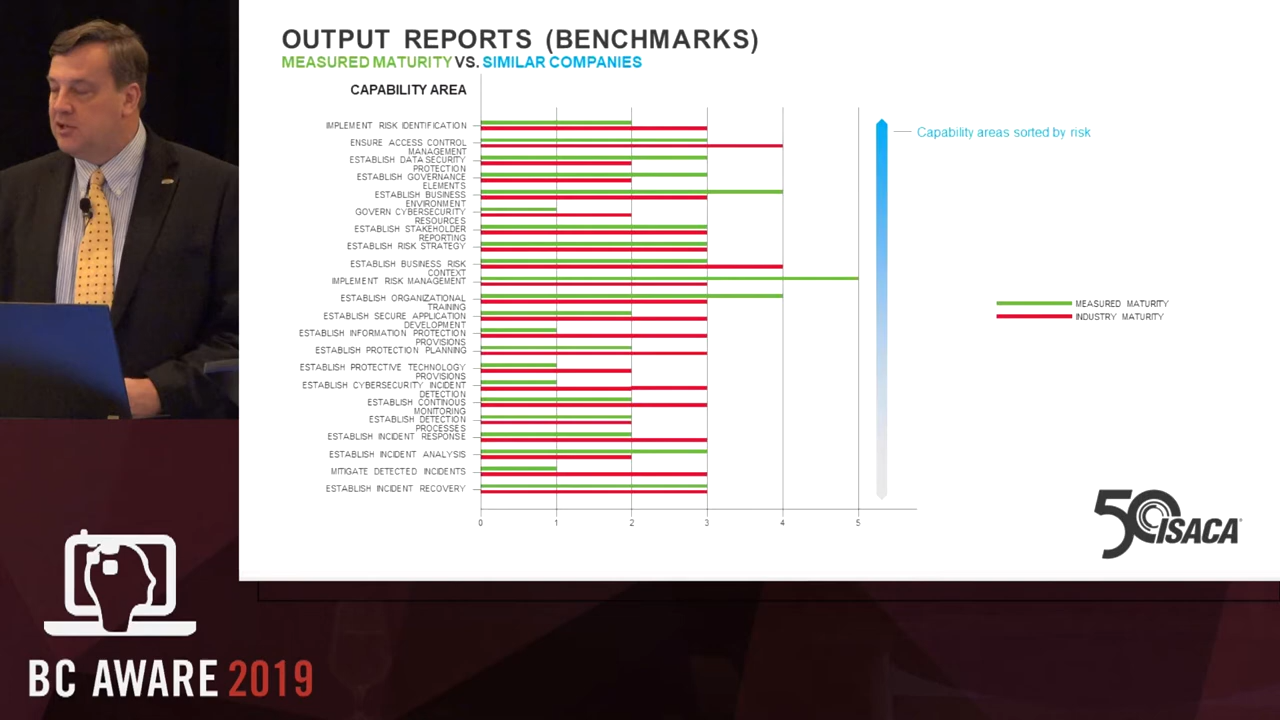 OUTPUT REPORTS (BENCHMARKS)
MEASURED MATURITY VS. SIMILAR COMPANIES
CAPABILITY AREA
IMPLEMENT RISK IDENTIFICATION
ENSURE ACCESS CONTROL
MANAGEMENT
ESTABLISH DATA SECURITY
PROTECTION
ESTABLISH GOVERNANCE
ELEMENTS
ESTABLISH BUSINESS
ENVIRONMENT
GOVERN CYBERSECURITY
RESOURCES
ESTABLISH STAKEHOLDER
REPORTING
ESTABLISH RISK STRATEGY
ESTABLISH BUSINESS RISK
CONTEXT
IMPLEMENT RISK MANAGEMENT
ESTABLISH ORGANIZATIONAL
TRAINING
ESTABLISH SECURE APPLICATION
DEVELOPMENT
ESTABLISH INFORMATION PROTECTION
PROVISIONS
ESTABLISH PROTECTION PLANNING
ESTABLISH PROTECTIVE TECHNOLOGY
PROVISIONS
ESTABLISH CYBERSECURITY INCIDENT
DETECTION
ESTABLISH CONTINOUS
MONITORING
ESTABLISH DETECTION
PROCESSES
ESTABLISH INCIDENT RESPONSE
ESTABLISH INCIDENT ANALYSIS
MITIGATE DETECTED INCIDENTS
ESTABLISH INCIDENT RECOVERY
0 1 2 3 4 5
Capability areas sorted by risk
MEASURED MATURITY
INDUSTRY MATURITY
50 ISACA®
BC AWARE 2019